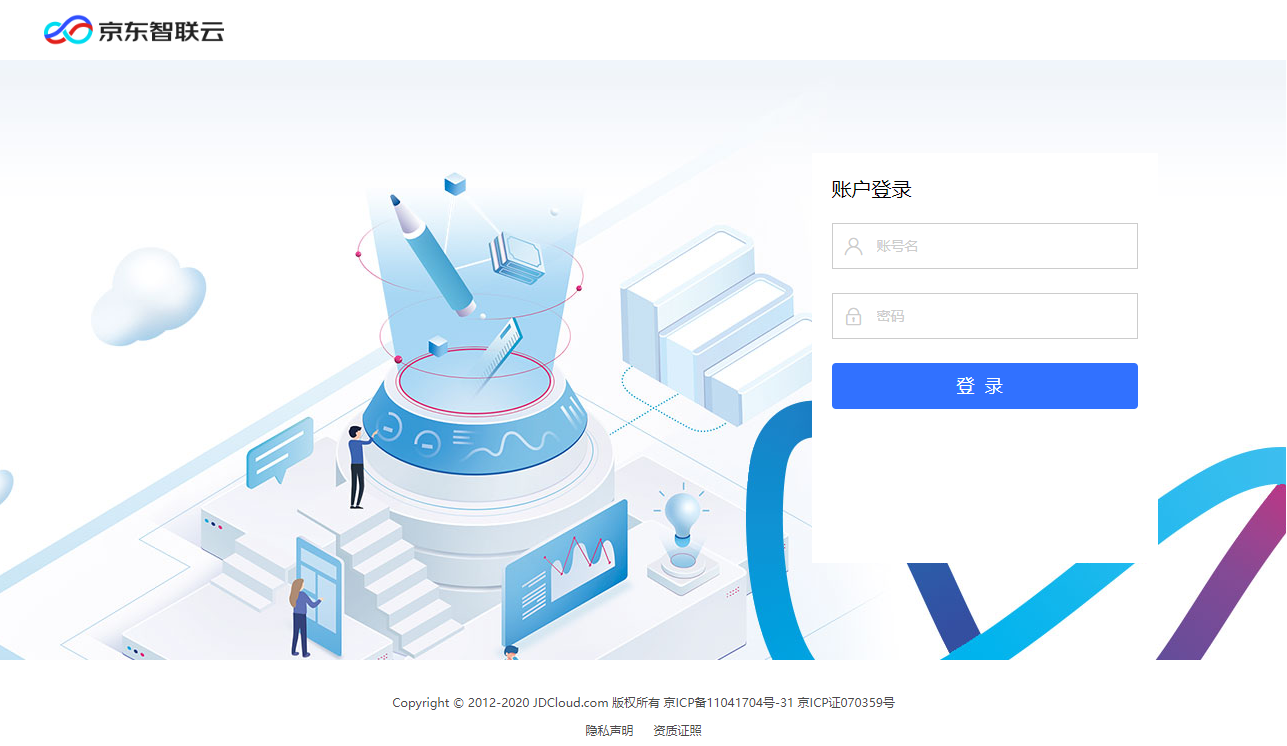 京东智联云
账户登录
账号名
密码
登 录
Copyright © 2012-2020 JDCloud.com 版权所有 京ICP备11041704号-31 京ICP证070359号
隐私声明 资质证照